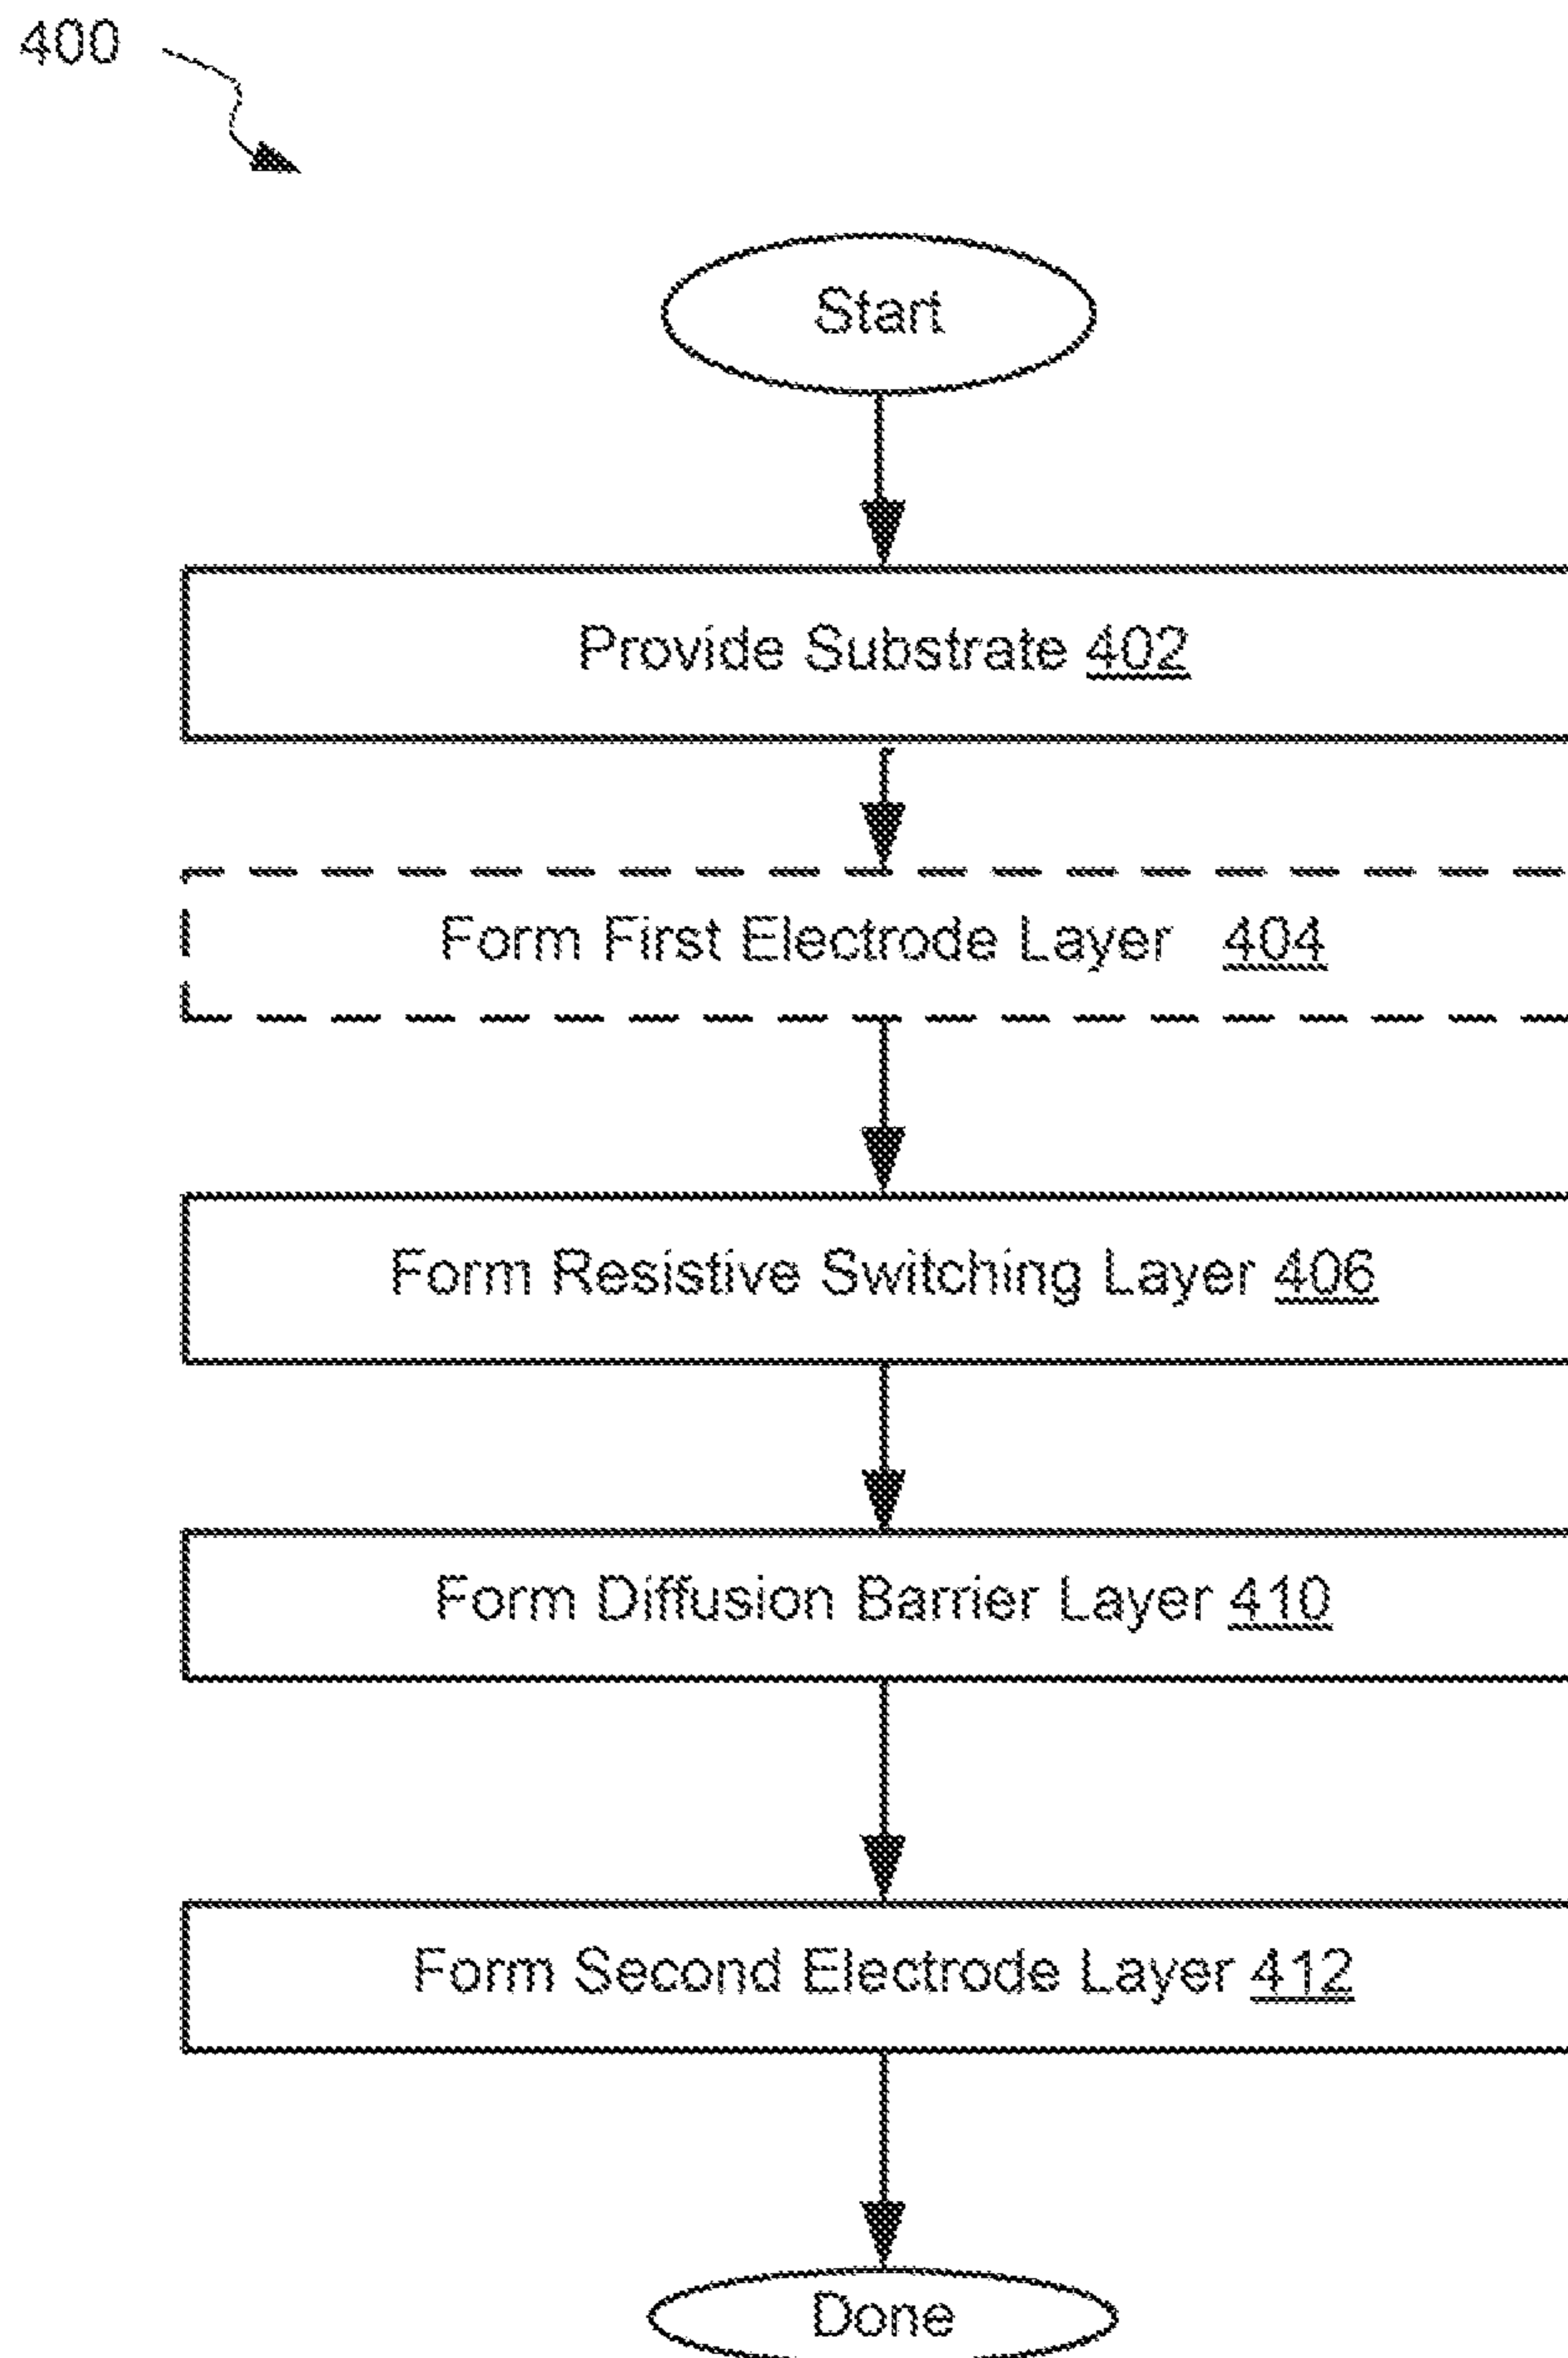 400
Start
Provide Substrate 402
Form First Electrode Layer 404
Form Resistive Switching Layer 406
Form Diffusion Barrier Layer 410
Form Second Electrode Layer 412
Done